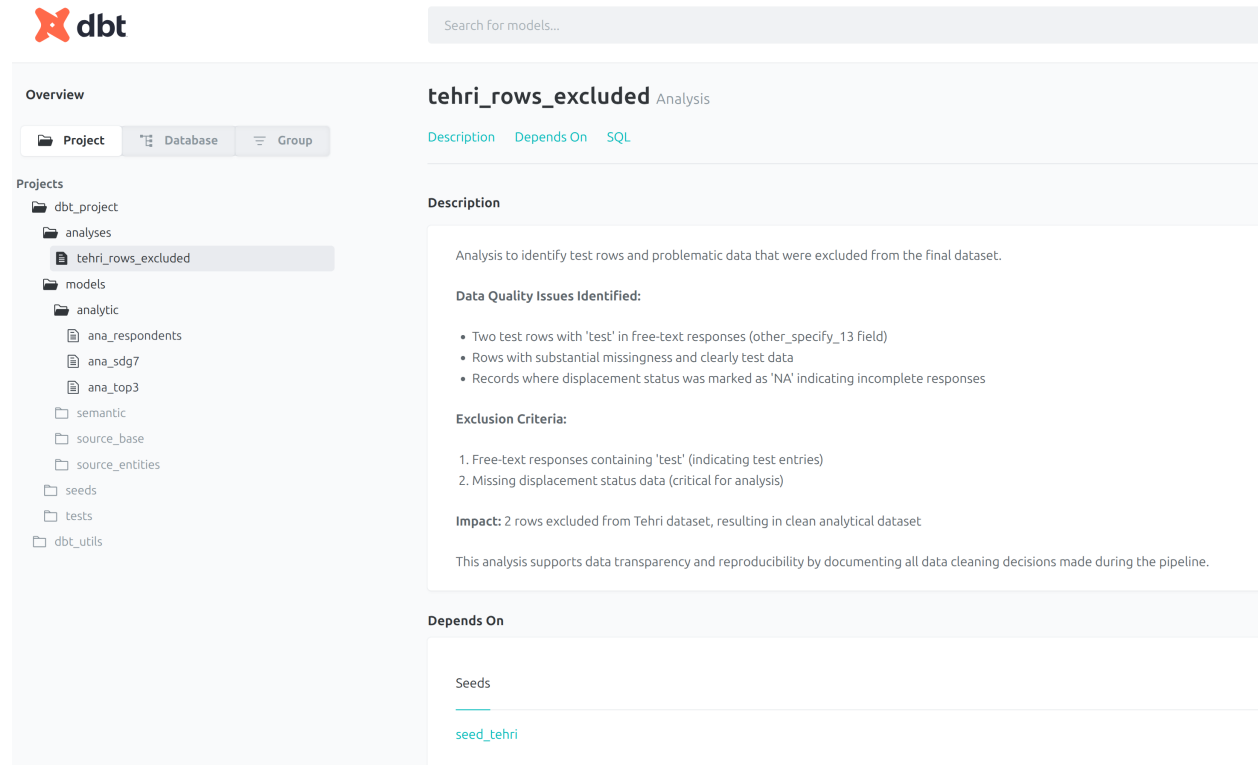 dbt
Search for models...
Overview
Project Database Group
Projects
dbt_project
analyses
tehri_rows_excluded
models
analytic
ana_respondents
ana_sdg7
ana_top3
semantic
source_base
source_entities
seeds
tests
dbt_utils
tehri_rows_excluded Analysis
Description Depends On SQL
Description
Analysis to identify test rows and problematic data that were excluded from the final dataset.
Data Quality Issues Identified:
• Two test rows with 'test' in free-text responses (other_specify_13 field)
• Rows with substantial missingness and clearly test data
• Records where displacement status was marked as 'NA' indicating incomplete responses
Exclusion Criteria:
1. Free-text responses containing 'test' (indicating test entries)
2. Missing displacement status data (critical for analysis)
Impact: 2 rows excluded from Tehri dataset, resulting in clean analytical dataset
This analysis supports data transparency and reproducibility by documenting all data cleaning decisions made during the pipeline.
Depends On
Seeds
seed_tehri